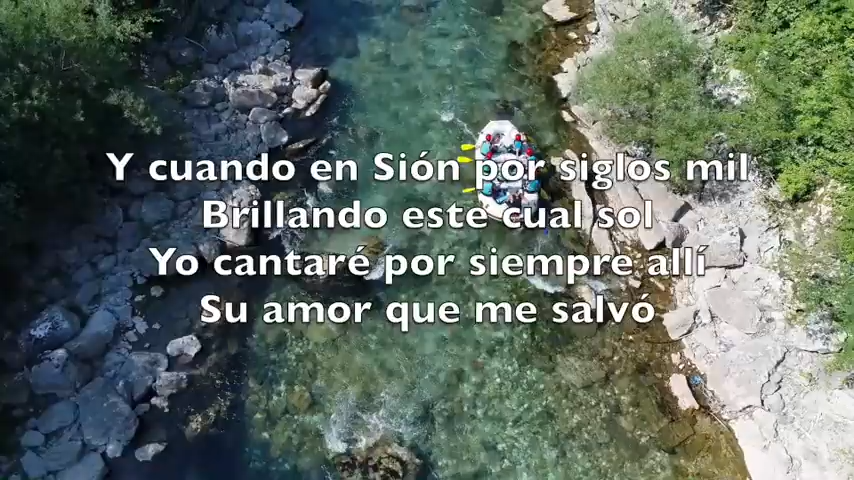 Y cuando en Sión por siglos mil
Brillando este cual sol
Yo cantaré por siempre allí
Su amor que me salvó